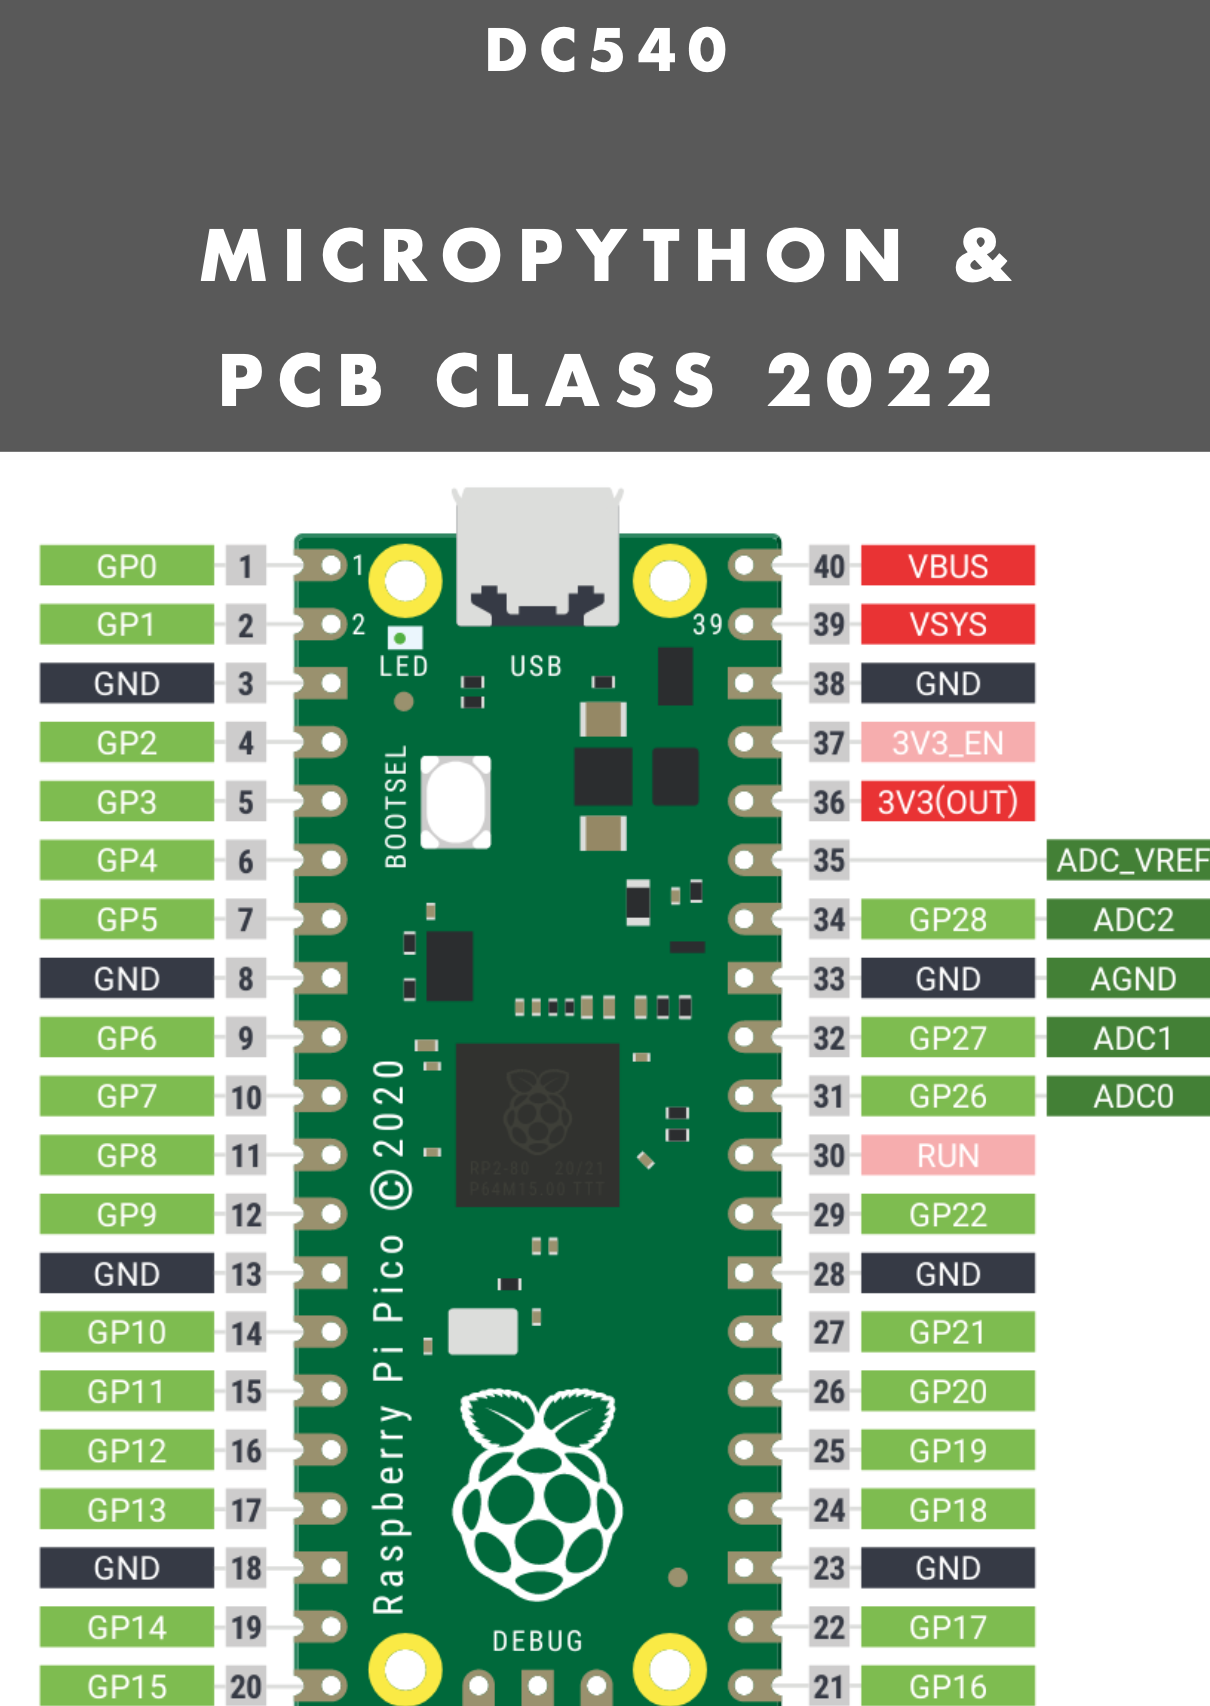 DC540
MICROPYTHON &
PCB CLASS 2022
GP0 1 1 40 VBUS
GP1 2 2 39 39 VSYS
LED USB
GND 3 38 GND
GP2 4 37 3V3_EN
BOOTSEL
GP3 5 36 3V3(OUT)
GP4 6 35 ADC_VREF
GP5 7 34 GP28 ADC2
GND 8 33 GND AGND
GP6 9 32 GP27 ADC1
GP7 10 31 GP26 ADC0
GP8 11 30 RUN
RP2-B0 20/21
P64M15.00 TTT
Raspberry Pi Pico ©2020
GP9 12 29 GP22
GND 13 28 GND
GP10 14 27 GP21
GP11 15 26 GP20
GP12 16 25 GP19
GP13 17 24 GP18
GND 18 23 GND
GP14 19 22 GP17
DEBUG
GP15 20 21 GP16